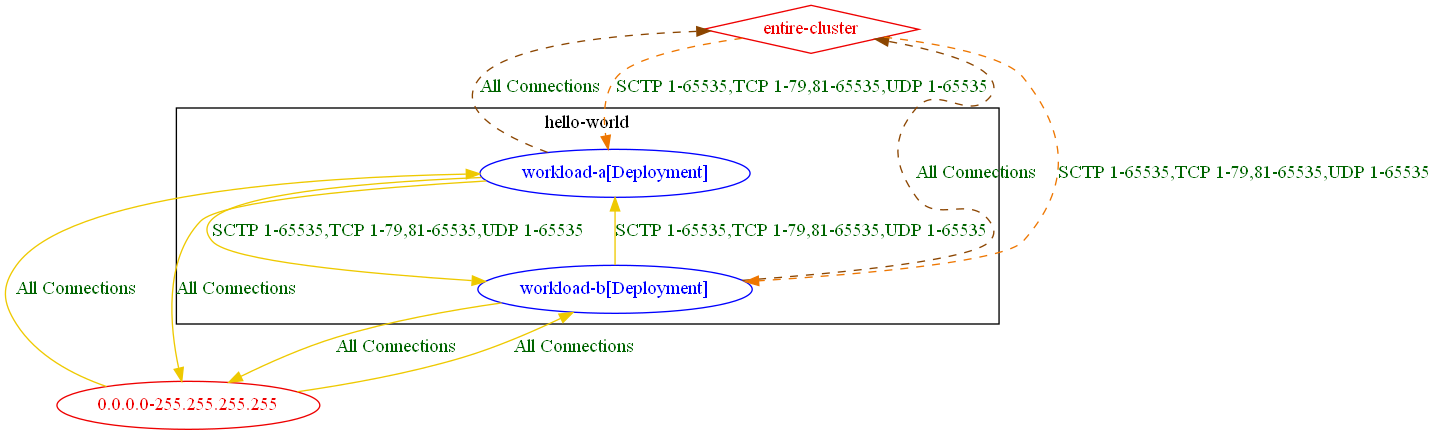 entire-cluster
All Connections
SCTP 1-65535,TCP 1-79,81-65535,UDP 1-65535
hello-world
workload-a[Deployment]
All Connections
SCTP 1-65535,TCP 1-79,81-65535,UDP 1-65535
SCTP 1-65535,TCP 1-79,81-65535,UDP 1-65535
SCTP 1-65535,TCP 1-79,81-65535,UDP 1-65535
All Connections
All Connections
workload-b[Deployment]
All Connections
All Connections
0.0.0.0-255.255.255.255